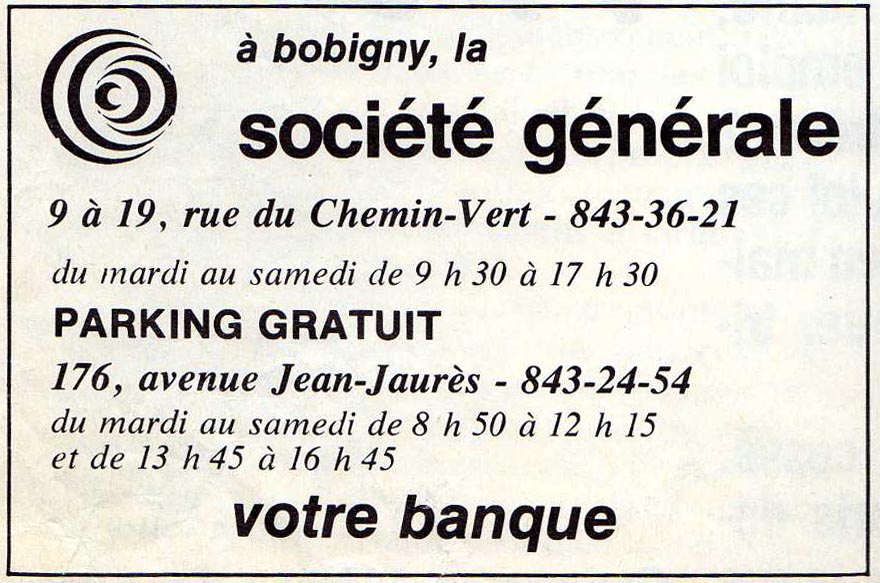 à bobigny, la
société générale
9 à 19, rue du Chemin-Vert - 843-36-21
du mardi au samedi de 9 h 30 à 17 h 30
PARKING GRATUIT
176, avenue Jean-Jaurès - 843-24-54
du mardi au samedi de 8 h 50 à 12 h 15
et de 13 h 45 à 16 h 45
votre banque